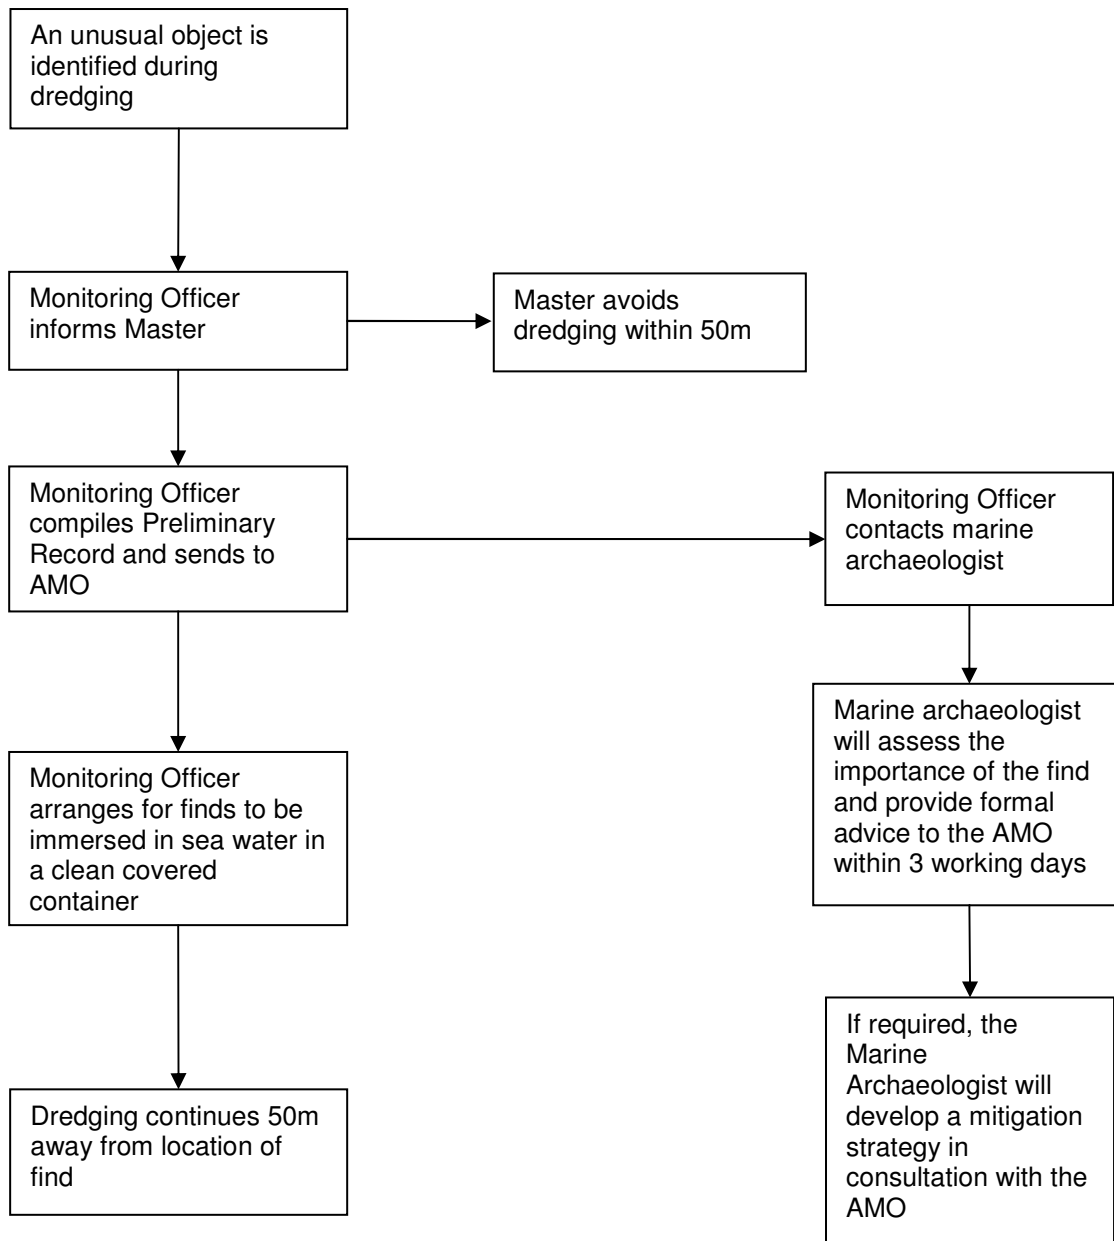 An unusual object is
identified during
dredging
Monitoring Officer
informs Master
Master avoids
dredging within 50m
Monitoring Officer
compiles Preliminary
Record and sends to
AMO
Monitoring Officer
contacts marine
archaeologist
Marine archaeologist
will assess the
importance of the find
and provide formal
advice to the AMO
within 3 working days
Monitoring Officer
arranges for finds to be
immersed in sea water in
a clean covered
container
If required, the
Marine
Archaeologist will
develop a mitigation
strategy in
consultation with the
AMO
Dredging continues 50m
away from location of
find